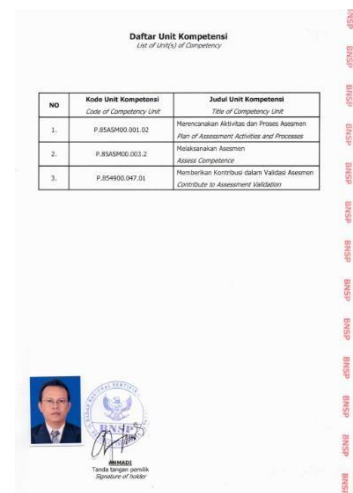 Daftar Unit Kompetensi
List of Unit(s) of Competency
NO
Kode Unit Kompetensi
Code of Competency Unit
Judul Unit Kompetensi
Title of Competency Unit
1.
P.85ASM00.001.02
Merencanakan Aktivitas dan Proses Asesmen
Plan of Assessment Activities and Processes
2.
P.85ASM00.003.2
Melaksanakan Asesmen
Assess Competence
3.
P.854900.047.01
Memberikan Kontribusi dalam Validasi Asesmen
Contribute to Assessment Validation
BNSP
AHMADI
Tanda tangan pemilik
Signature of holder
BNSP
BNSP
BNSP
BNSP
BNSP
BNSP
BNSP
BNSP
BNSP
BNSP
BNSP
BNSP